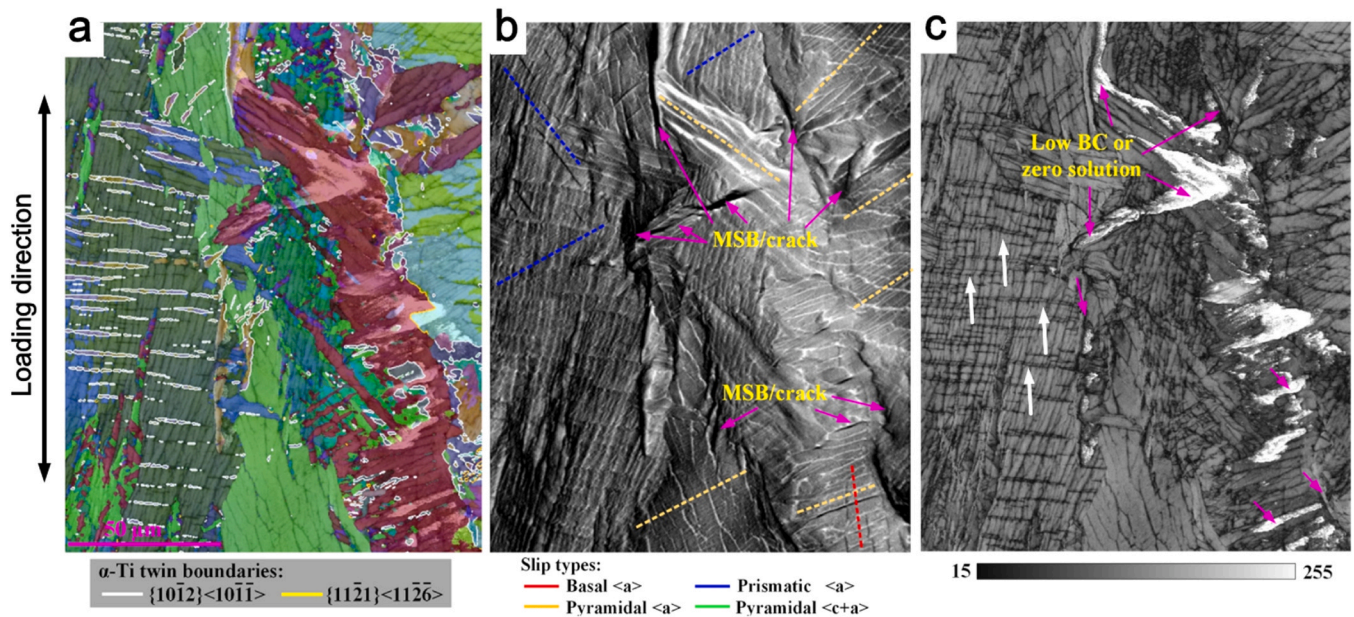 a
b
c
Loading direction
MSB/crack
MSB/crack
Low BC or
zero solution
50 μm
α-Ti twin boundaries:
{101̄2}<101̄1̄> {112̄1}<112̄6̄>
Slip types:
Basal <a> Prismatic <a>
Pyramidal <a> Pyramidal <c+a>
15 255